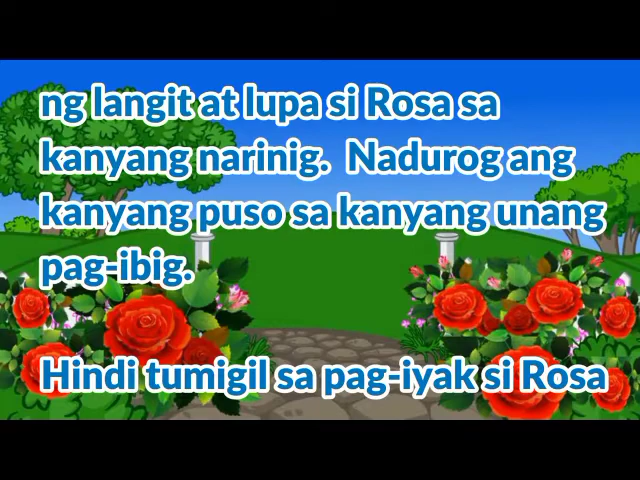 ng langit at lupa si Rosa sa
kanyang narinig.  Nadurog ang
kanyang puso sa kanyang unang
pag-ibig.
Hindi tumigil sa pag-iyak si Rosa